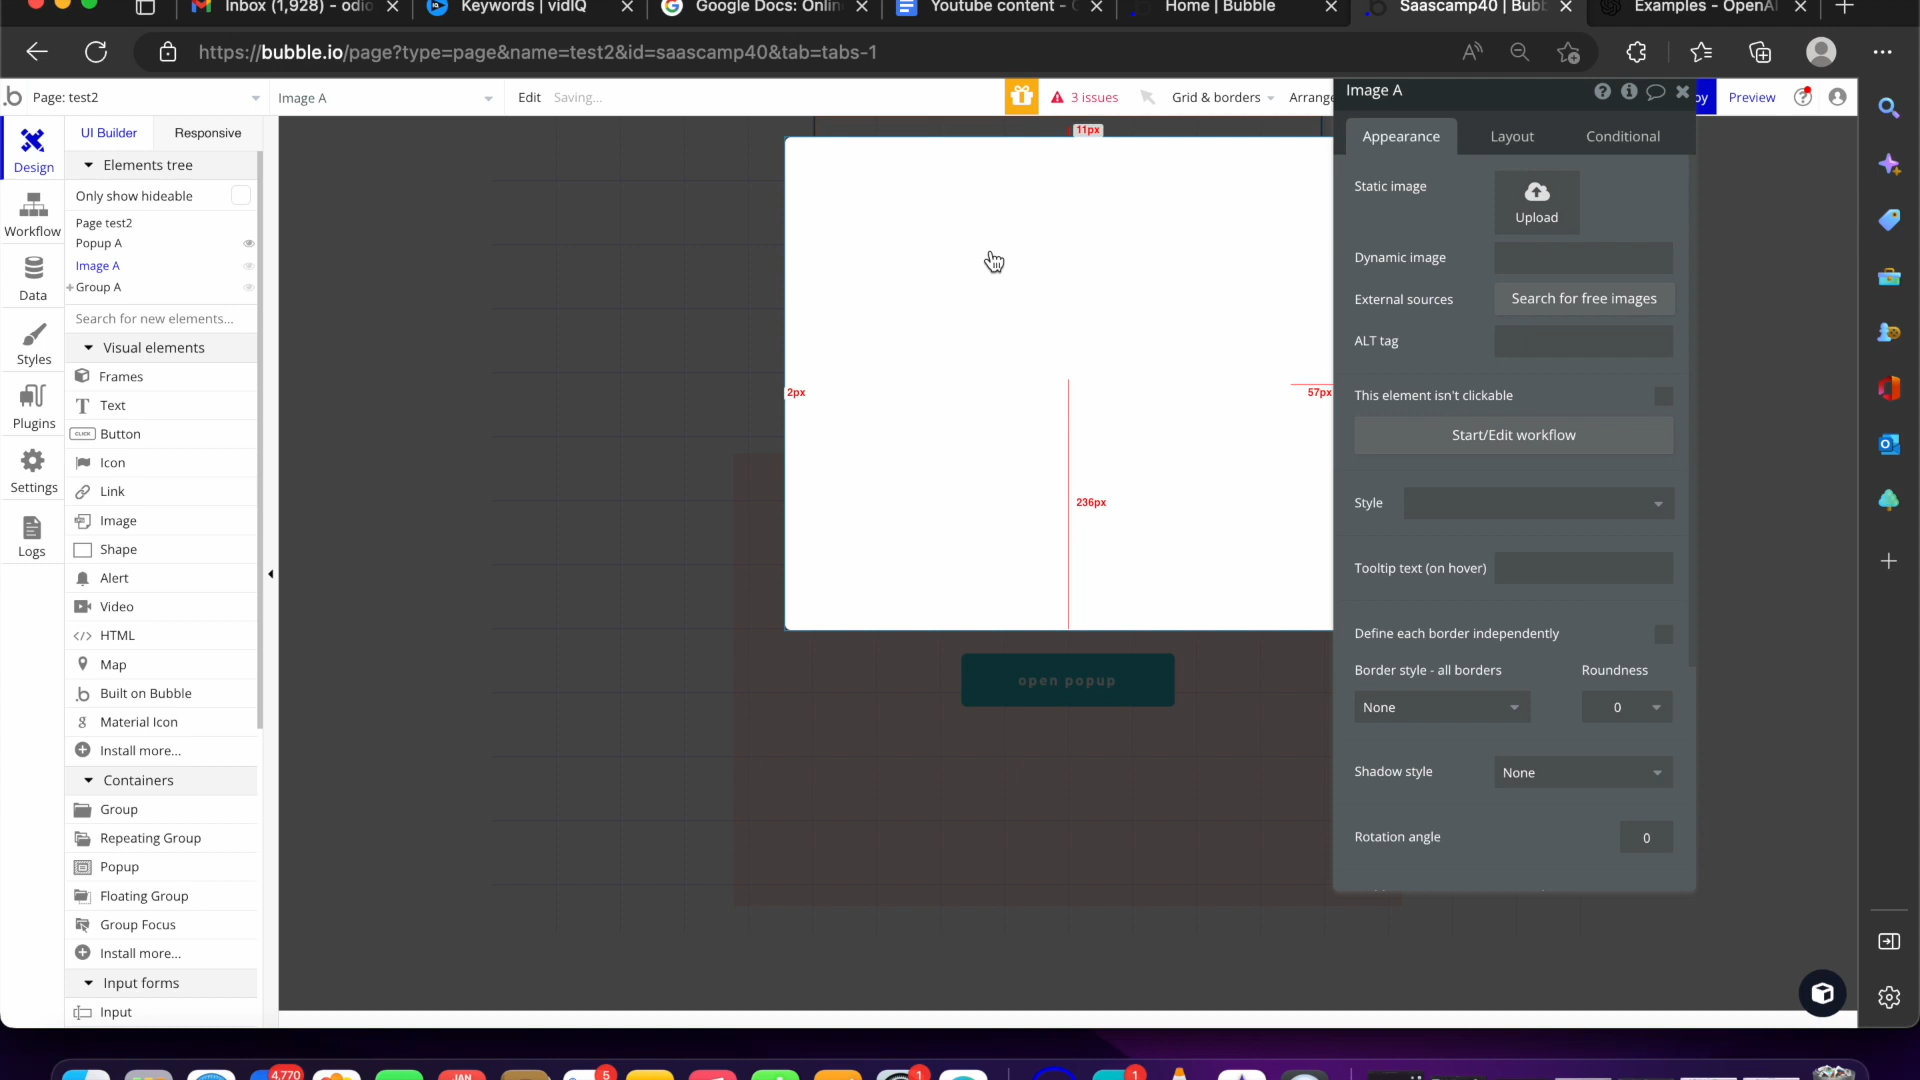 Inbox (1,928) - odio
Keywords | vidIQ
Google Docs: Onlin
Youtube content - G
Home | Bubble
Saascamp40 | Bubb
Examples - OpenAI
https://bubble.io/page?type=page&name=test2&id=saascamp40&tab=tabs-1
Page: test2
Image A
Edit
Saving...
3 issues
Grid & borders
Arrange
Image A
oy
Preview
Design
Workflow
Data
Styles
Plugins
Settings
Logs
UI Builder
Responsive
Elements tree
Only show hideable
Page test2
Popup A
Image A
Group A
Search for new elements...
Visual elements
Frames
Text
CLICK Button
Icon
Link
Image
Shape
Alert
Video
HTML
Map
Built on Bubble
Material Icon
Install more...
Containers
Group
Repeating Group
Popup
Floating Group
Group Focus
Install more...
Input forms
Input
11px
2px
57px
236px
open popup
Appearance
Layout
Conditional
Static image
Upload
Dynamic image
External sources
Search for free images
ALT tag
This element isn't clickable
Start/Edit workflow
Style
Tooltip text (on hover)
Define each border independently
Border style - all borders
Roundness
None
0
Shadow style
None
Rotation angle
0
4,770
JAN
5
1
1